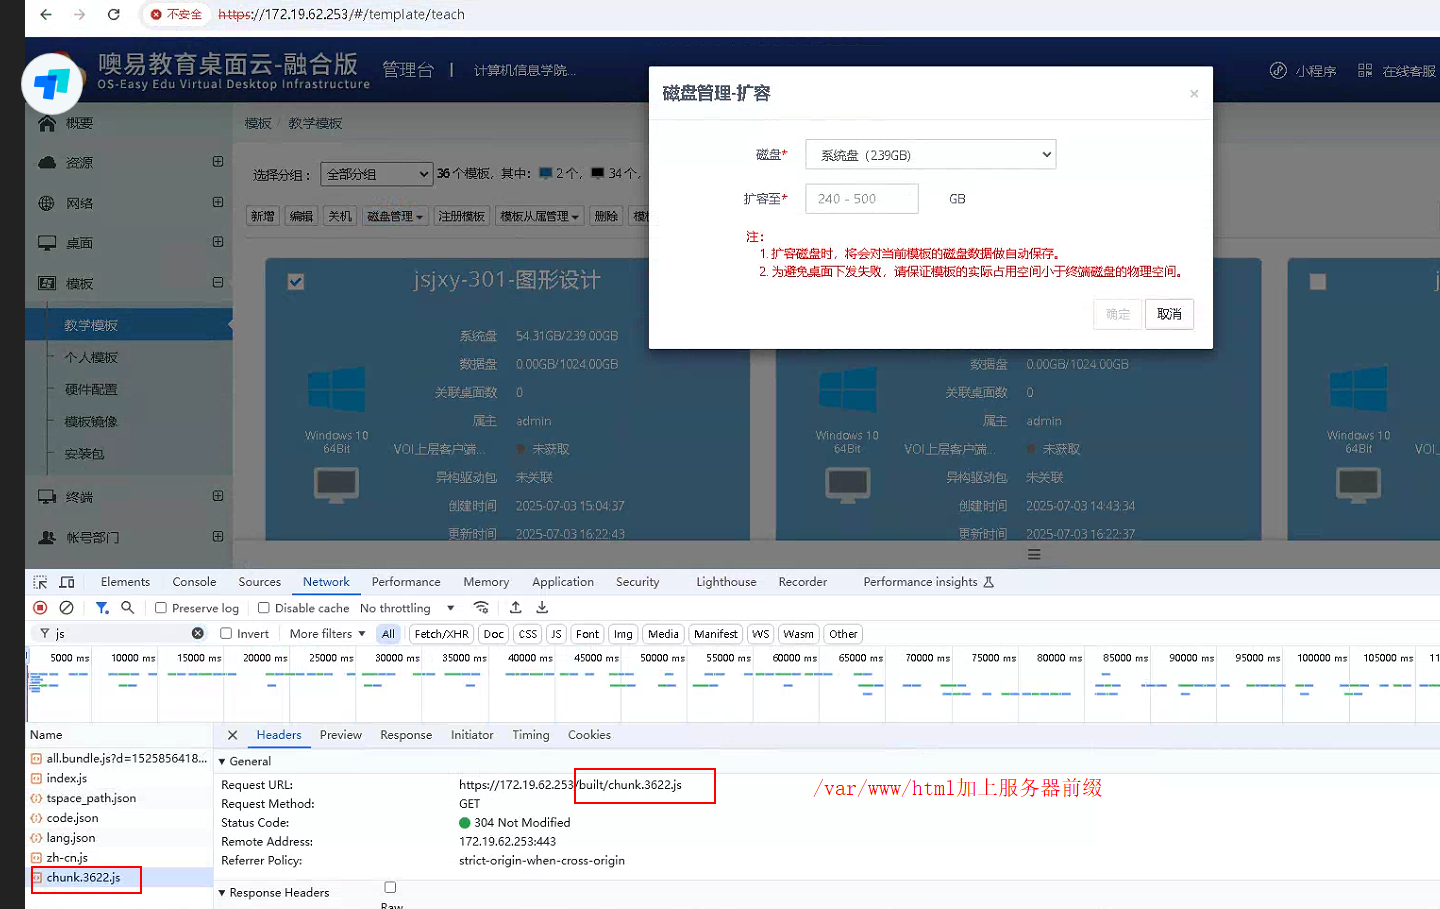 不安全 https://172.19.62.253/#/template/teach
噢易教育桌面云-融合版
OS-Easy Edu Virtual Desktop Infrastructure
管理台 | 计算机信息学院...
小程序 在线客服
概要
资源
网络
桌面
模板
教学模板
个人模板
硬件配置
模板镜像
安装包
终端
帐号部门
模板 / 教学模板
选择分组： 全部分组 36 个模板，其中： 2 个， 34 个，
新增 编辑 关机 磁盘管理 注册模板 模板从属管理 删除
磁盘管理-扩容 ×
磁盘* 系统盘（239GB)
扩容至* 240 - 500 GB
注：
1. 扩容磁盘时，将会对当前模板的磁盘数据做自动保存。
2. 为避免桌面下发失败，请保证模板的实际占用空间小于终端磁盘的物理空间。
确定 取消
jsjxy-301-图形设计
系统盘 54.31GB/239.00GB
数据盘 0.00GB/1024.00GB
关联桌面数 0
属主 admin
Windows 10
64Bit
VOI上层客户端... 未获取
异构驱动包 未关联
创建时间 2025-07-03 15:04:37
更新时间 2025-07-03 16:22:43
数据盘 0.00GB/1024.00GB
关联桌面数 0
属主 admin
Windows 10
64Bit
VOI上层客户端... 未获取
异构驱动包 未关联
创建时间 2025-07-03 14:43:34
更新时间 2025-07-03 16:22:37
Windows 10
64Bit
Elements Console Sources Network Performance Memory Application Security Lighthouse Recorder Performance insights
Preserve log Disable cache No throttling
js Invert More filters All Fetch/XHR Doc CSS JS Font Img Media Manifest WS Wasm Other
5000 ms 10000 ms 15000 ms 20000 ms 25000 ms 30000 ms 35000 ms 40000 ms 45000 ms 50000 ms 55000 ms 60000 ms 65000 ms 70000 ms 75000 ms 80000 ms 85000 ms 90000 ms 95000 ms 100000 ms 105000 ms
Name
all.bundle.js?d=1525856418...
index.js
tspace_path.json
code.json
lang.json
zh-cn.js
chunk.3622.js
Headers Preview Response Initiator Timing Cookies
General
Request URL: https://172.19.62.253/built/chunk.3622.js
Request Method: GET
Status Code: 304 Not Modified
Remote Address: 172.19.62.253:443
Referrer Policy: strict-origin-when-cross-origin
Response Headers
Raw
/var/www/html加上服务器前缀